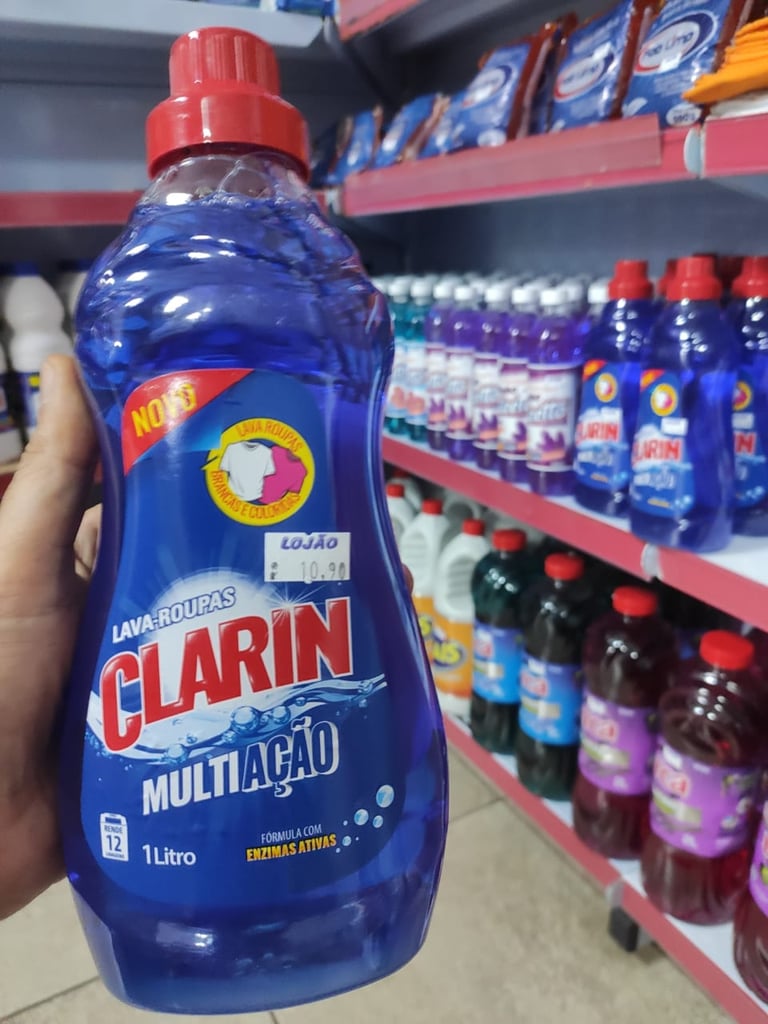 NOVO
LAVA ROUPAS
BRANCAS E COLORIDAS
LOJÃO
10,90
LAVA-ROUPAS
CLARIN
MULTIAÇÃO
RENDE
12
LAVAGENS
1 Litro
FÓRMULA COM
ENZIMAS ATIVAS
CLARIN
CLARIN